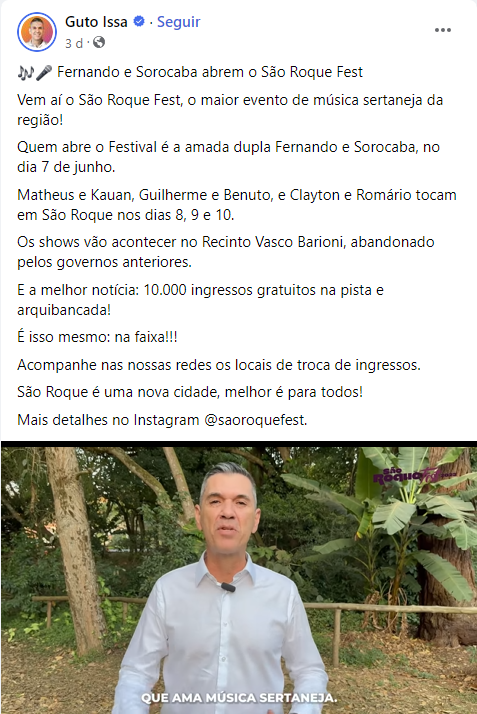 Guto Issa · Seguir
3 d ·
🎶🎤 Fernando e Sorocaba abrem o São Roque Fest
Vem aí o São Roque Fest, o maior evento de música sertaneja da
região!
Quem abre o Festival é a amada dupla Fernando e Sorocaba, no
dia 7 de junho.
Matheus e Kauan, Guilherme e Benuto, e Clayton e Romário tocam
em São Roque nos dias 8, 9 e 10.
Os shows vão acontecer no Recinto Vasco Barioni, abandonado
pelos governos anteriores.
E a melhor notícia: 10.000 ingressos gratuitos na pista e
arquibancada!
É isso mesmo: na faixa!!!
Acompanhe nas nossas redes os locais de troca de ingressos.
São Roque é uma nova cidade, melhor é para todos!
Mais detalhes no Instagram @saoroquefest.
São
Roque
QUE AMA MÚSICA SERTANEJA.